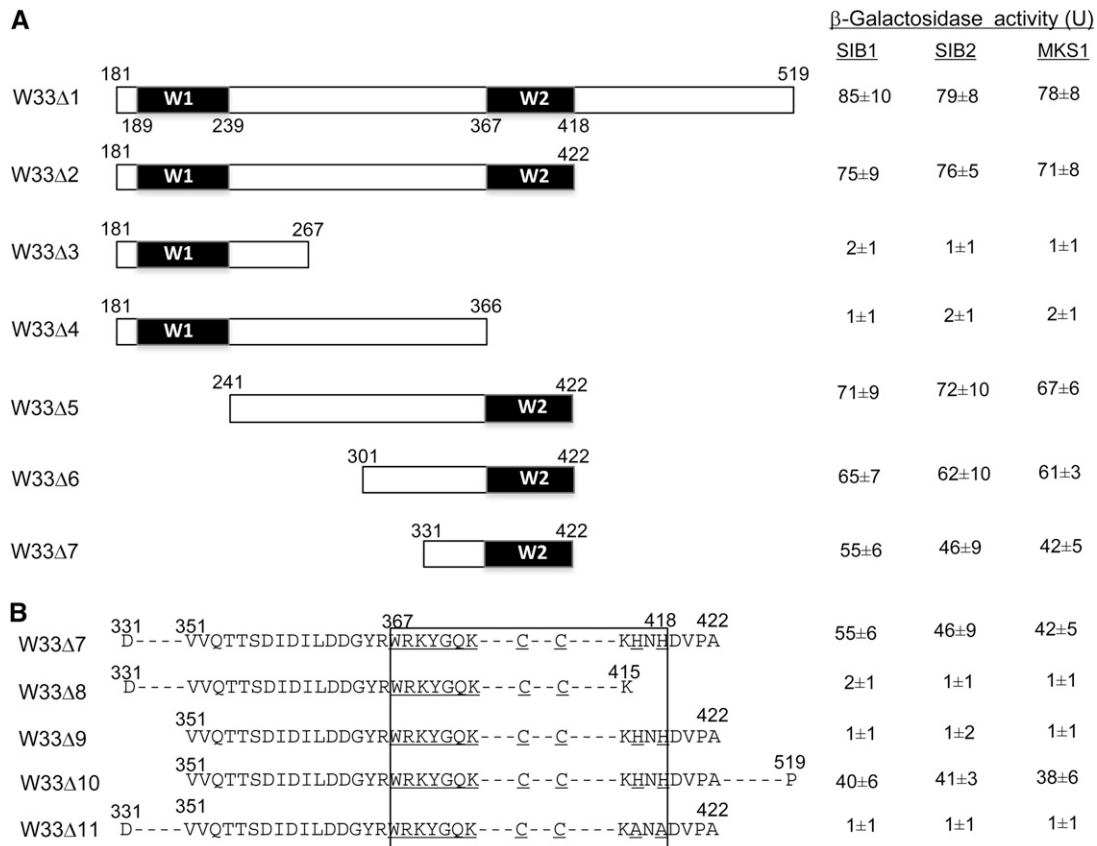 A
β-Galactosidase activity (U)
SIB1 SIB2 MKS1
181 519
W33Δ1 W1 W2 85±10 79±8 78±8
189 239 367 418
181 422
W33Δ2 W1 W2 75±9 76±5 71±8
181 267
W33Δ3 W1 2±1 1±1 1±1
181 366
W33Δ4 W1 1±1 2±1 2±1
241 422
W33Δ5 W2 71±9 72±10 67±6
301 422
W33Δ6 W2 65±7 62±10 61±3
331 422
W33Δ7 W2 55±6 46±9 42±5
B
331 351 367 418 422
W33Δ7 D----VVQTTSDIDILDDGYRWRKYGQK---C--C----KHNHDVPA 55±6 46±9 42±5
331 351 415
W33Δ8 D-----VVQTTSDIDILDDGYRWRKYGQK---C--C----K 2±1 1±1 1±1
351 422
W33Δ9 VVQTTSDIDILDDGYRWRKYGQK---C--C----KHNHDVPA 1±1 1±2 1±1
351 422 519
W33Δ10 VVQTTSDIDILDDGYRWRKYGQK---C--C----KHNHDVPA-----P 40±6 41±3 38±6
331 351 422
W33Δ11 D----VVQTTSDIDILDDGYRWRKYGQK---C--C----KANADVPA 1±1 1±1 1±1